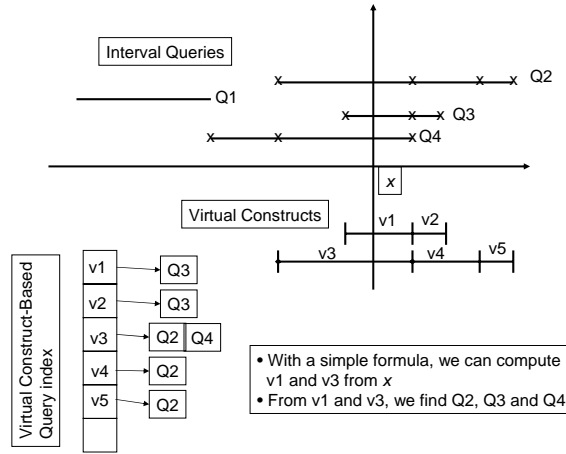 Interval Queries
Q2
Q1
Q3
Q4
x
Virtual Constructs
v1
v2
v3
v4
v5
Virtual Construct-Based
Query index
v1
Q3
v2
Q3
v3
Q2
Q4
v4
Q2
v5
Q2
• With a simple formula, we can compute
v1 and v3 from x
• From v1 and v3, we find Q2, Q3 and Q4